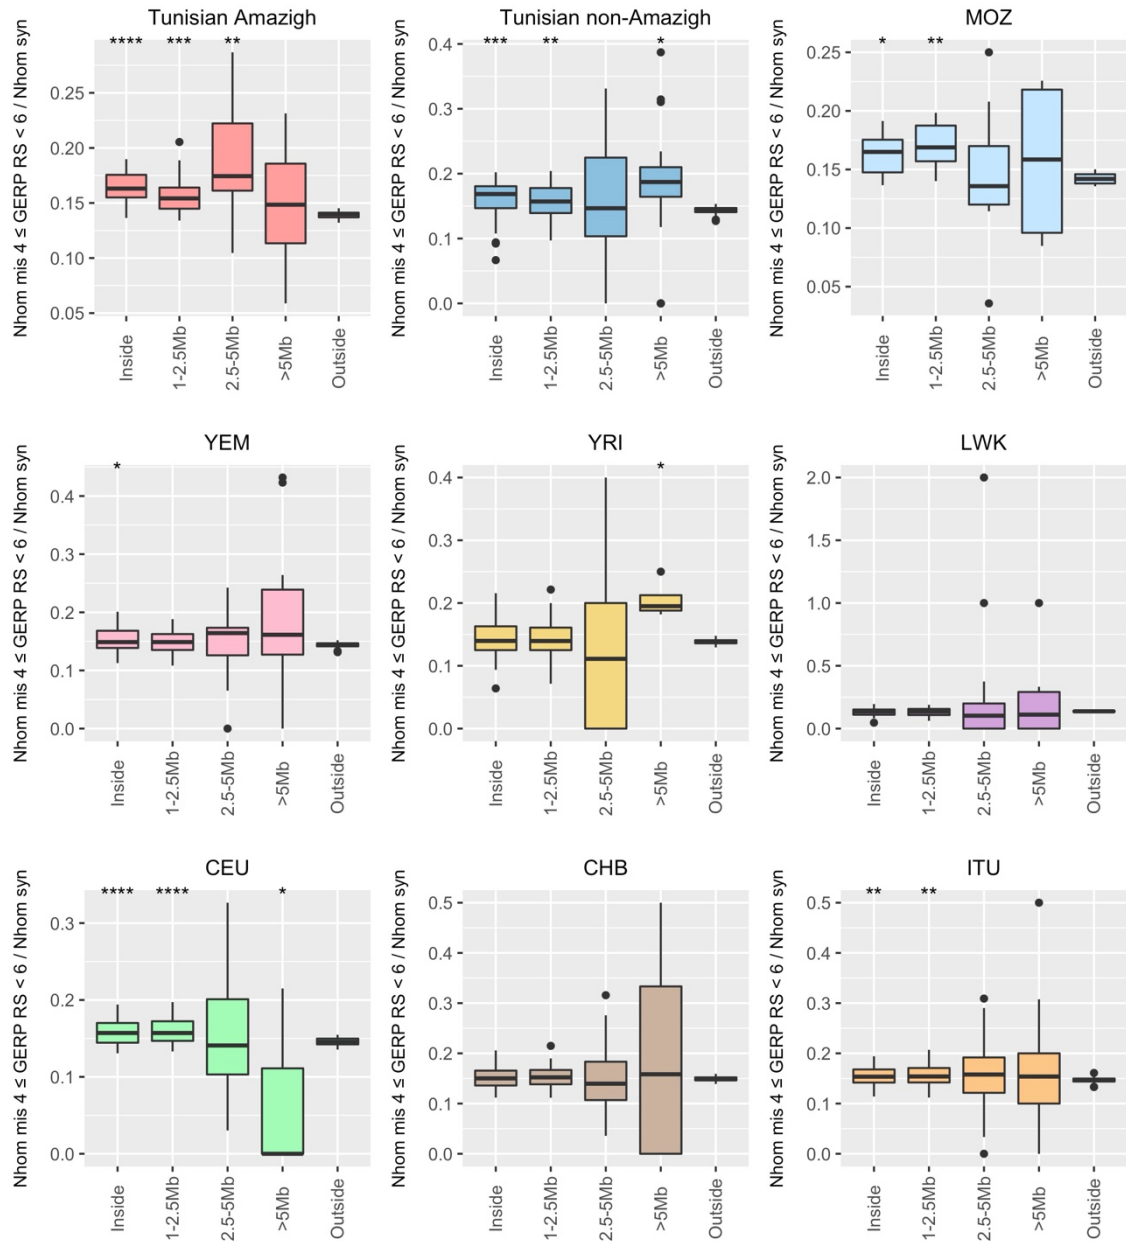 Tunisian Amazigh
Tunisian non-Amazigh
MOZ
Nhom mis 4 ≤ GERP RS < 6 / Nhom syn
**** *** **
0.25
0.20
0.15
0.10
0.05
Inside
1-2.5Mb
2.5-5Mb
>5Mb
Outside
Nhom mis 4 ≤ GERP RS < 6 / Nhom syn
*** ** *
0.4
0.3
0.2
0.1
0.0
Inside
1-2.5Mb
2.5-5Mb
>5Mb
Outside
Nhom mis 4 ≤ GERP RS < 6 / Nhom syn
* **
0.25
0.20
0.15
0.10
0.05
Inside
1-2.5Mb
2.5-5Mb
>5Mb
Outside
YEM
YRI
LWK
Nhom mis 4 ≤ GERP RS < 6 / Nhom syn
*
0.4
0.3
0.2
0.1
0.0
Inside
1-2.5Mb
2.5-5Mb
>5Mb
Outside
Nhom mis 4 ≤ GERP RS < 6 / Nhom syn
*
0.4
0.3
0.2
0.1
0.0
Inside
1-2.5Mb
2.5-5Mb
>5Mb
Outside
Nhom mis 4 ≤ GERP RS < 6 / Nhom syn
2.0
1.5
1.0
0.5
0.0
Inside
1-2.5Mb
2.5-5Mb
>5Mb
Outside
CEU
CHB
ITU
Nhom mis 4 ≤ GERP RS < 6 / Nhom syn
**** **** *
0.3
0.2
0.1
0.0
Inside
1-2.5Mb
2.5-5Mb
>5Mb
Outside
Nhom mis 4 ≤ GERP RS < 6 / Nhom syn
0.5
0.4
0.3
0.2
0.1
0.0
Inside
1-2.5Mb
2.5-5Mb
>5Mb
Outside
Nhom mis 4 ≤ GERP RS < 6 / Nhom syn
** **
0.5
0.4
0.3
0.2
0.1
0.0
Inside
1-2.5Mb
2.5-5Mb
>5Mb
Outside